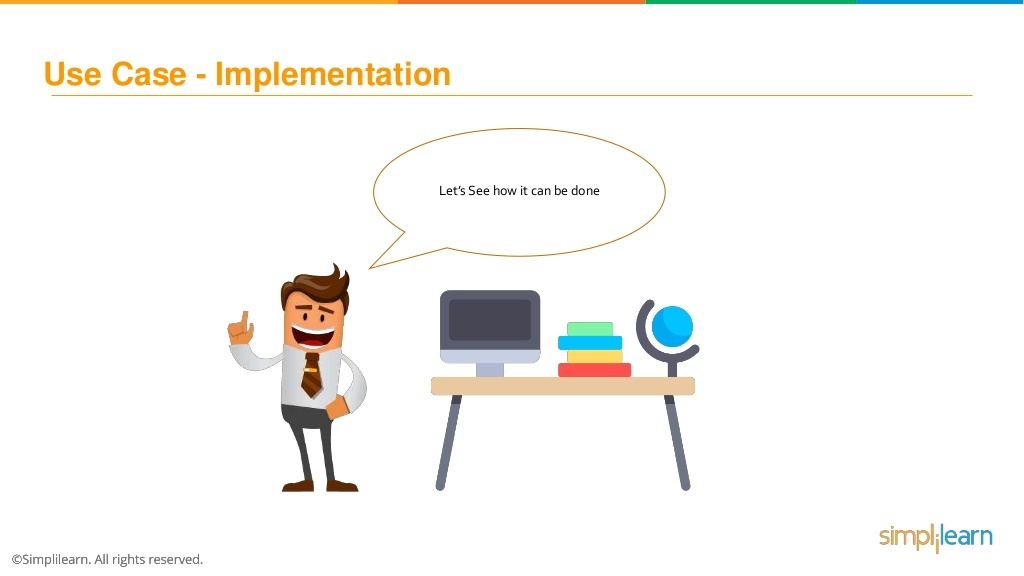 Use Case - Implementation
Let's See how it can be done
simplilearn
©Simplilearn. All rights reserved.